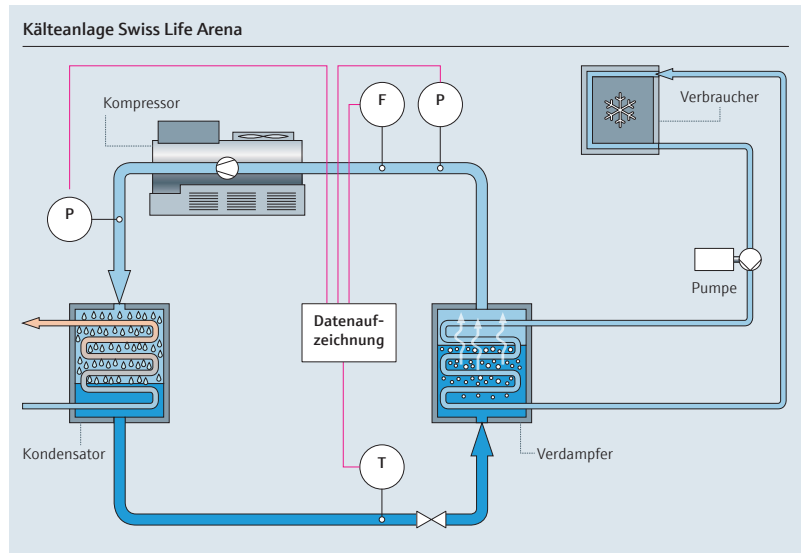 Kälteanlage Swiss Life Arena
Kompressor
F
P
Verbraucher
P
Pumpe
Datenauf-
zeichnung
Kondensator
T
Verdampfer